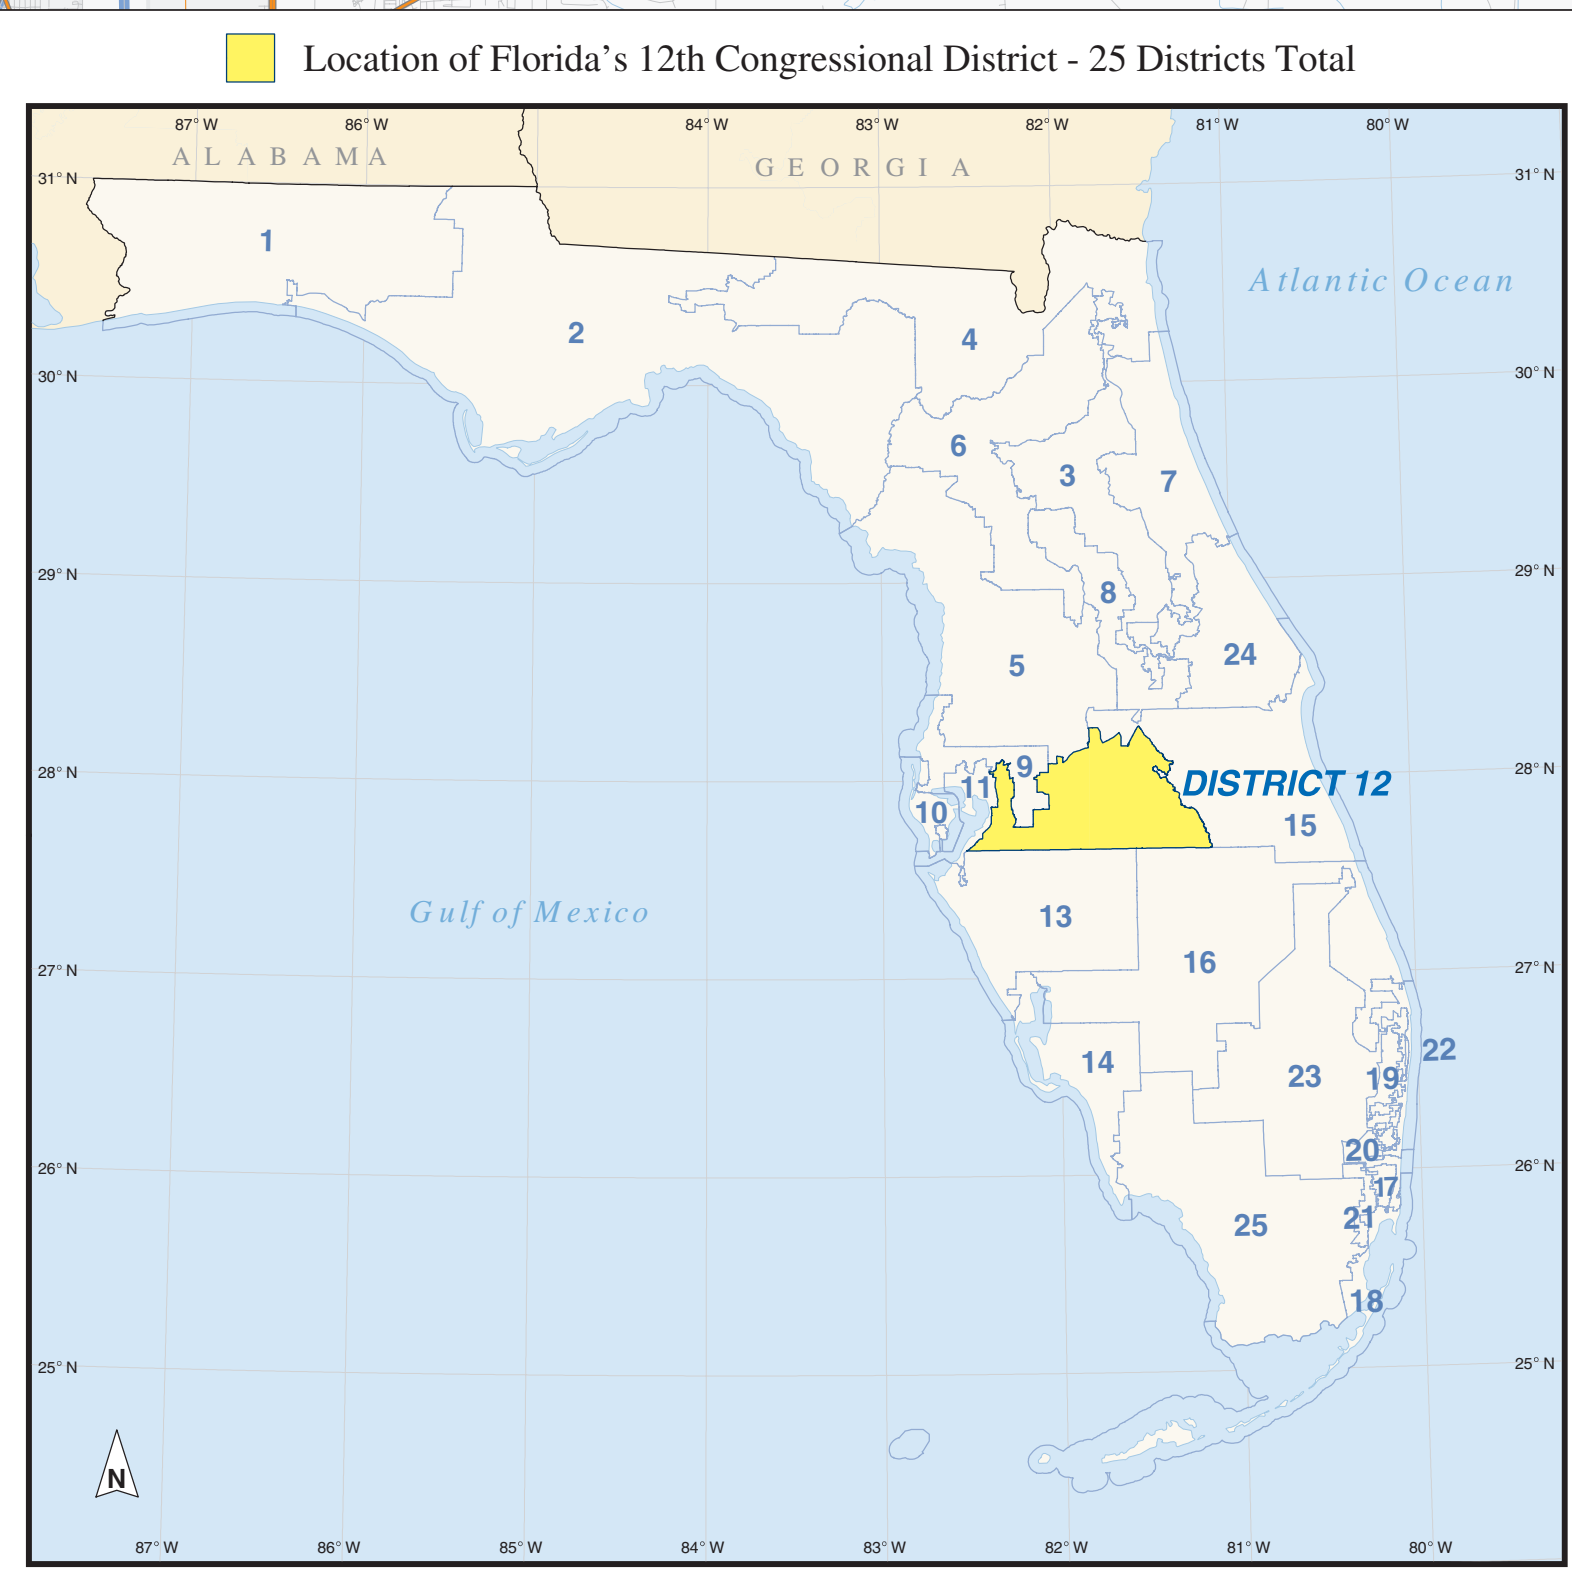 Location of Florida’s 12th Congressional District - 25 Districts Total
87° W 86° W 84° W 83° W 82° W 81° W 80° W
ALABAMA
GEORGIA
31° N 31° N
1
Atlantic Ocean
2
4
30° N 30° N
6
3
7
29° N 29° N
8
24
5
9
28° N 28° N
11
DISTRICT 12
10
15
Gulf of Mexico
13
16
27° N 27° N
22
14
23
19
20
26° N 26° N
17
21
25
18
25° N 25° N
N
87° W 86° W 85° W 84° W 83° W 82° W 81° W 80° W